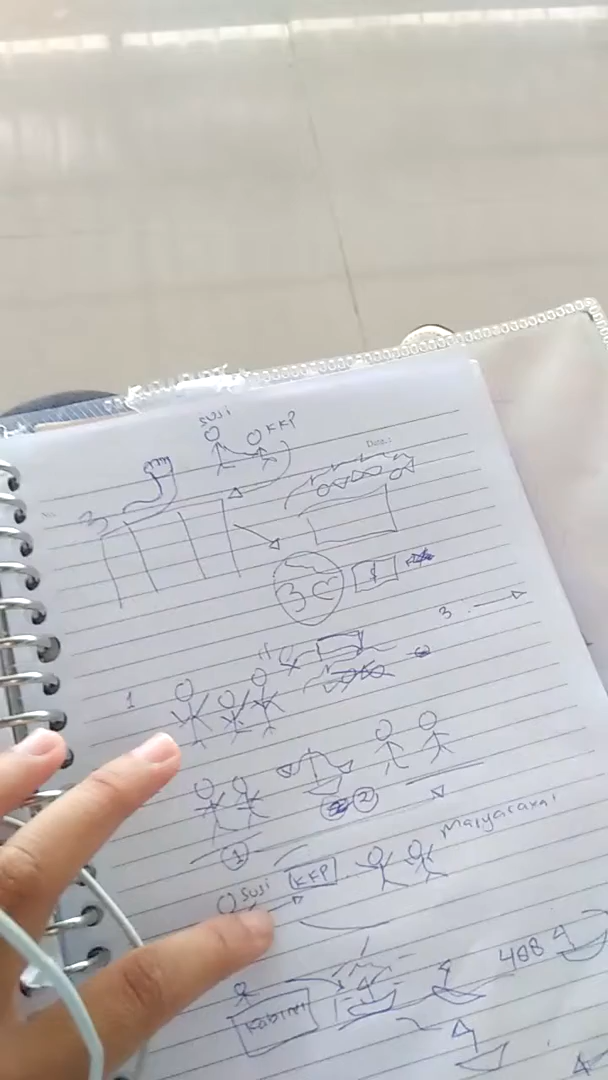 susi
KKP
3
$
3
1
2
1
Masyarakat
susi
KKP
488
Kabinet